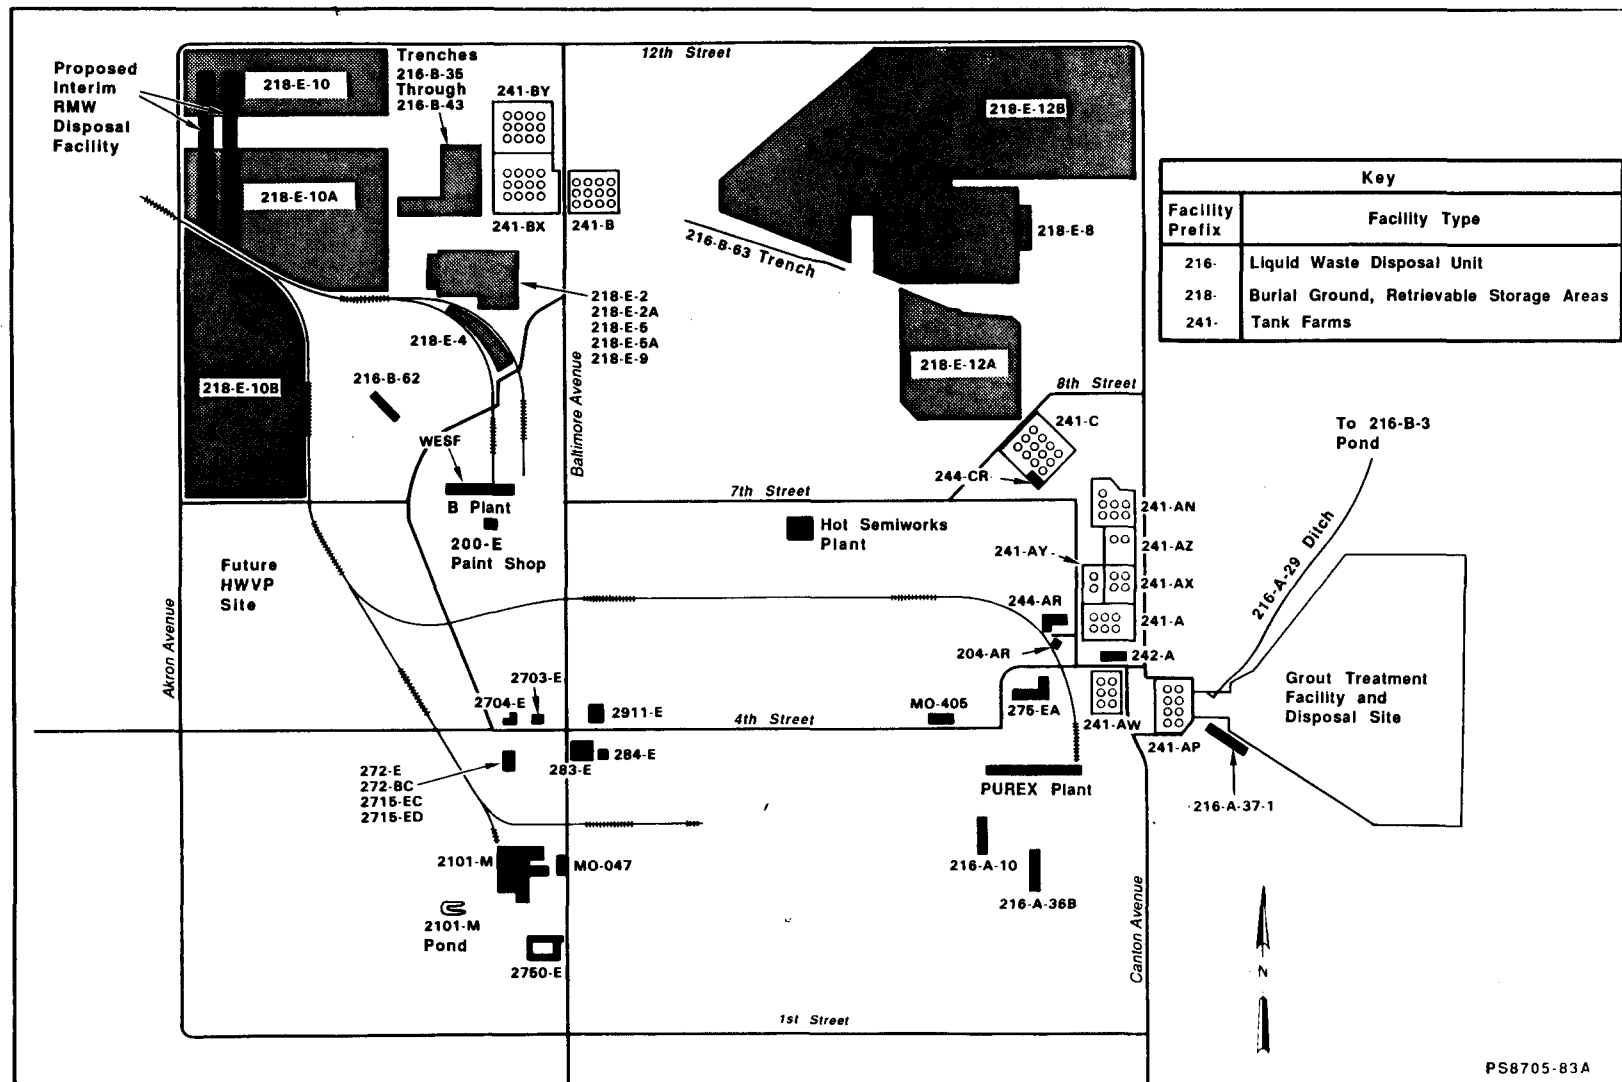 12th Street
Proposed
Interim
RMW
Disposal
Facility
218-E-10
Trenches
216-B-35
Through
216-B-43
241-BY
218-E-12B
218-E-10A
241-BX
241-B
216-B-63 Trench
218-E-8
Key
Facility
Prefix
Facility Type
216-
Liquid Waste Disposal Unit
218-
Burial Ground, Retrievable Storage Areas
241-
Tank Farms
218-E-2
218-E-2A
218-E-5
218-E-5A
218-E-9
218-E-4
218-E-12A
218-E-10B
216-B-62
Baltimore Avenue
8th Street
241-C
To 216-B-3
Pond
WESF
244-CR
7th Street
B Plant
200-E
Paint Shop
Hot Semiworks
Plant
241-AN
241-AY
241-AZ
216-A-29 Ditch
Future
HWVP
Site
241-AX
244-AR
241-A
Akron Avenue
204-AR
242-A
2703-E
2704-E
2911-E
MO-405
275-EA
Grout Treatment
Facility and
Disposal Site
4th Street
241-AW
241-AP
283-E
284-E
272-E
272-BC
2715-EC
2715-ED
PUREX Plant
216-A-37-1
2101-M
MO-047
216-A-10
216-A-36B
2101-M
Pond
2750-E
Canton Avenue
N
1st Street
PS8705-83A